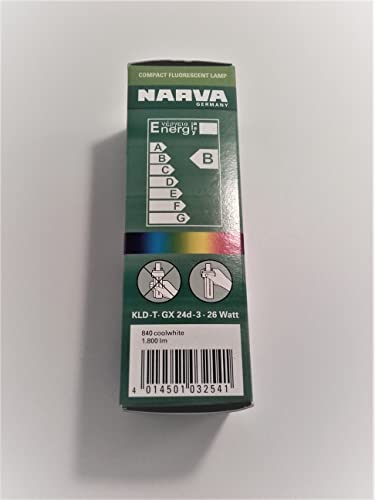 COMPACT FLUORESCENT LAMP
NARVA
GERMANY
Energ
A
B
C
D
E
F
G
B
KLD-T- GX 24d-3 - 26 Watt
840 coolwhite
1.800 lm
4 014501 032541